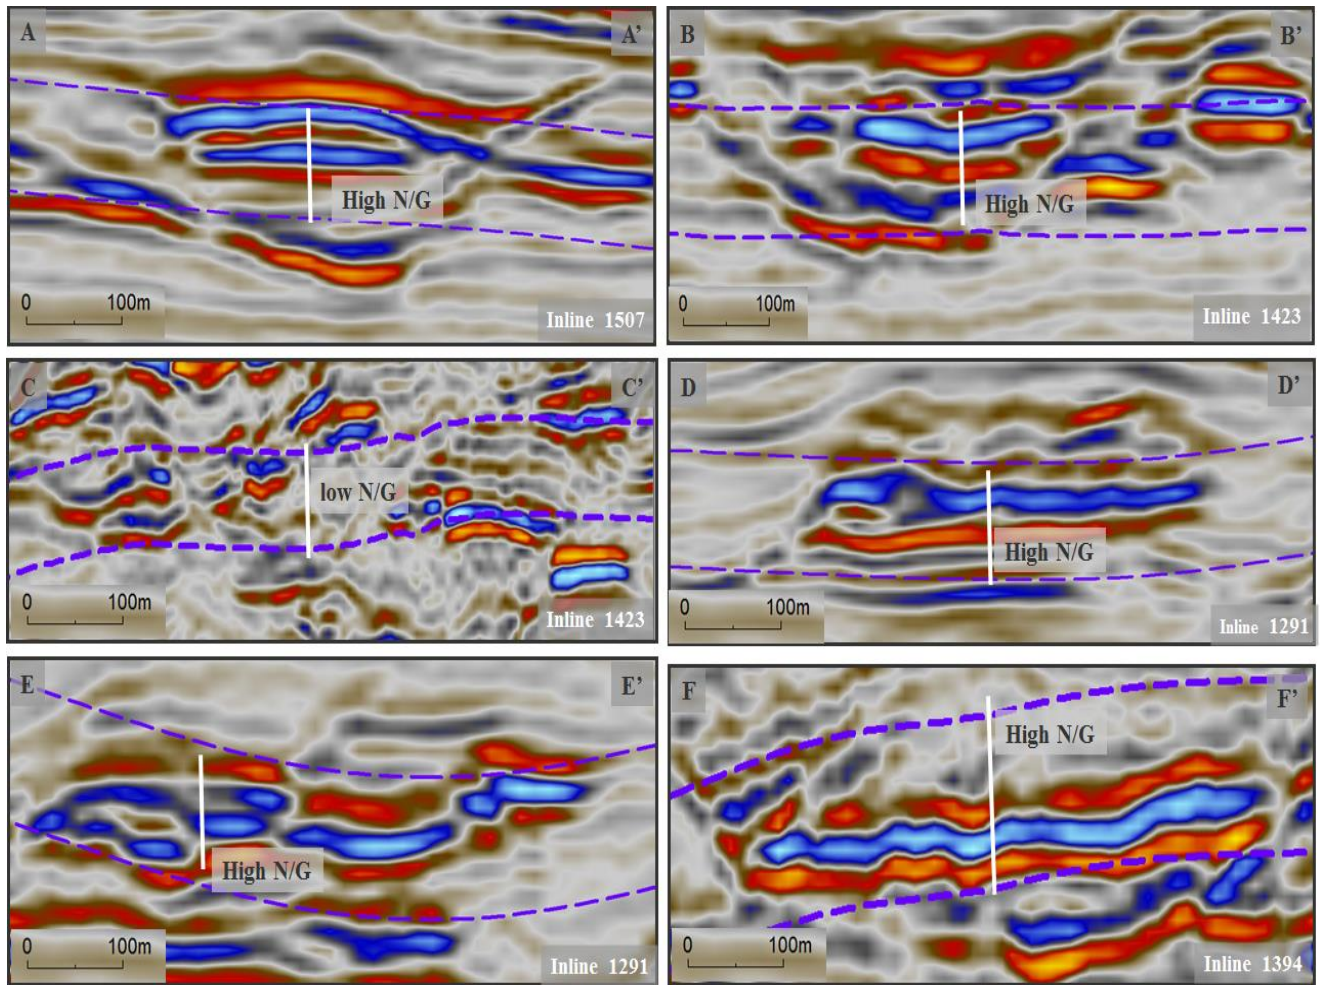 A A’
High N/G
0 100m
Inline 1507
B B’
High N/G
0 100m
Inline 1423
C C’
low N/G
0 100m
Inline 1423
D D’
High N/G
0 100m
Inline 1291
E E’
High N/G
0 100m
Inline 1291
F F’
High N/G
0 100m
Inline 1394